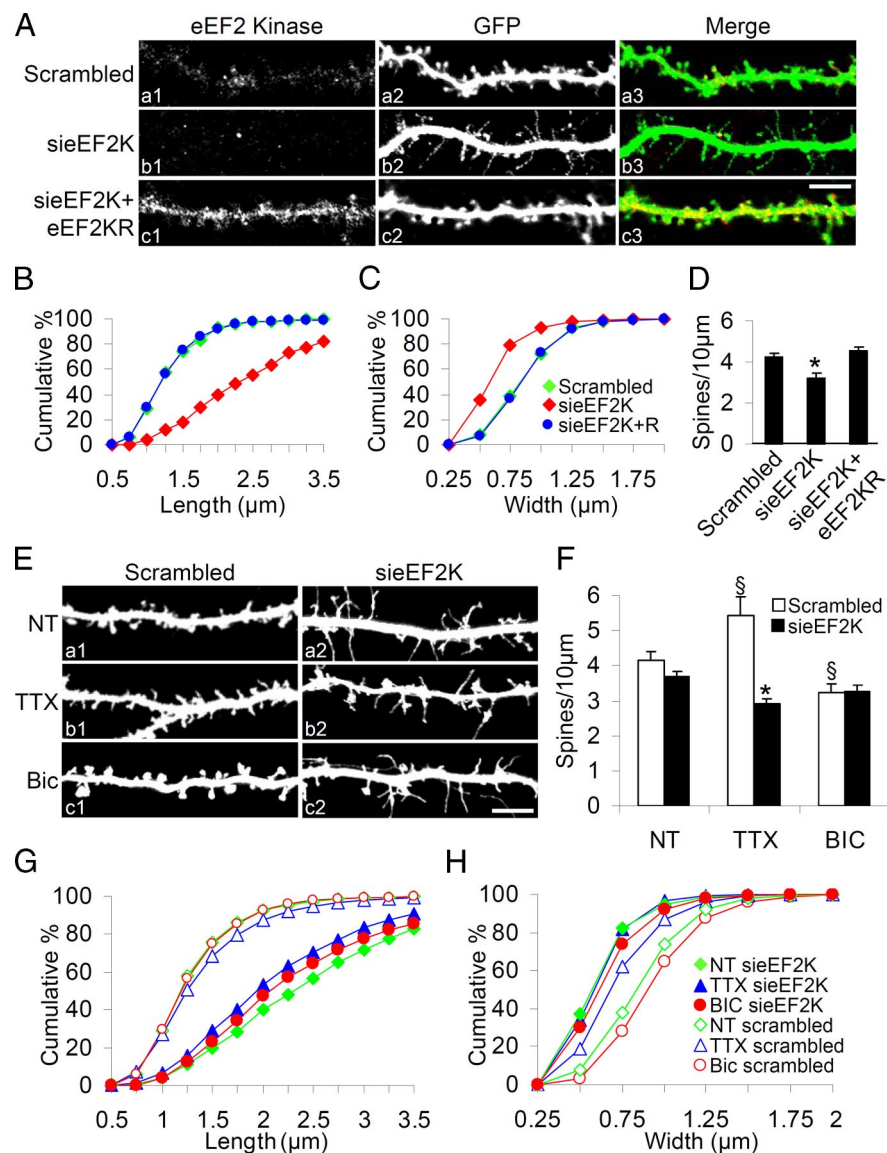 A
eEF2 Kinase GFP Merge
Scrambled
a1 a2 a3
sieEF2K
b1 b2 b3
sieEF2K+
eEF2KR
c1 c2 c3
B
Cumulative %
100
80
60
40
20
0
0.5 1.5 2.5 3.5
Length (µm)
C
Cumulative %
100
80
60
40
20
0
0.25 0.75 1.25 1.75
Width (µm)
Scrambled
sieEF2K
sieEF2K+R
D
Spines/10µm
6
4
2
0
*
Scrambled
sieEF2K
sieEF2K+
eEF2KR
E
Scrambled sieEF2K
NT
a1 a2
TTX
b1 b2
Bic
c1 c2
F
Spines/10µm
6
5
4
3
2
1
0
§
*
§
Scrambled
sieEF2K
NT TTX BIC
G
Cumulative %
100
80
60
40
20
0
0.5 1 1.5 2 2.5 3 3.5
Length (µm)
H
Cumulative %
100
80
60
40
20
0
0.25 0.75 1.25 1.75 2
Width (µm)
NT sieEF2K
TTX sieEF2K
BIC sieEF2K
NT scrambled
TTX scrambled
Bic scrambled